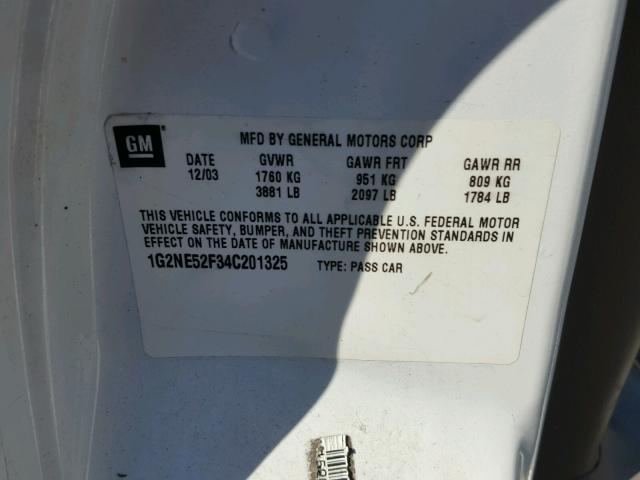 GM ® MFD BY GENERAL MOTORS CORP
DATE GVWR GAWR FRT GAWR RR
12/03 1760 KG 951 KG 809 KG
3881 LB 2097 LB 1784 LB
THIS VEHICLE CONFORMS TO ALL APPLICABLE U.S. FEDERAL MOTOR
VEHICLE SAFETY, BUMPER, AND THEFT PREVENTION STANDARDS IN
EFFECT ON THE DATE OF MANUFACTURE SHOWN ABOVE.
1G2NE52F34C201325 TYPE: PASS CAR